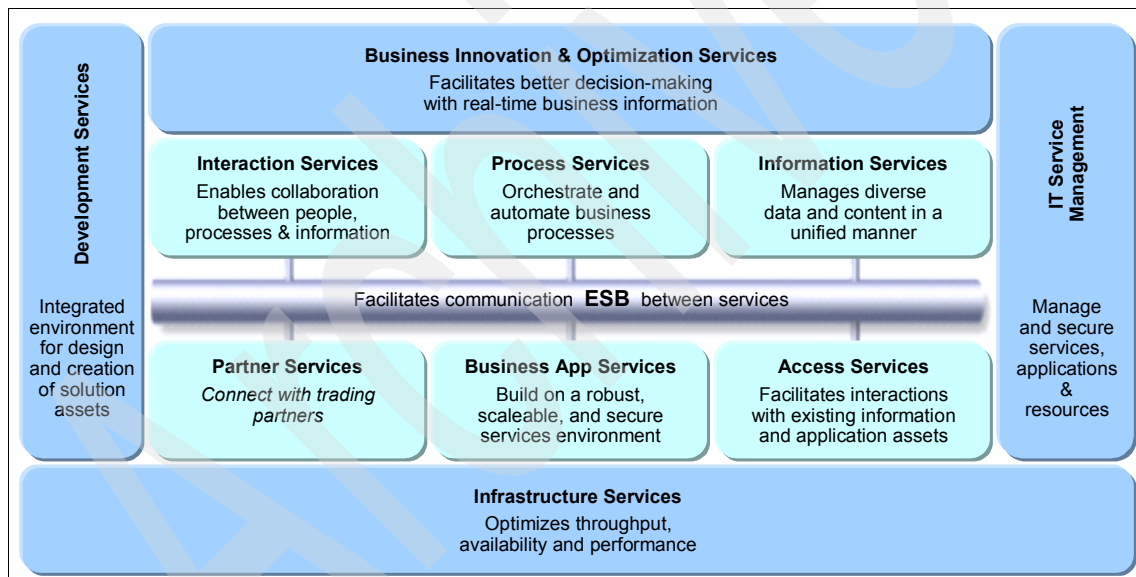 Development Services
Integrated
environment
for design
and creation
of solution
assets
Business Innovation & Optimization Services
Facilitates better decision-making
with real-time business information
Interaction Services
Enables collaboration
between people,
processes & information
Process Services
Orchestrate and
automate business
processes
Information Services
Manages diverse
data and content in a
unified manner
Facilitates communication ESB between services
Partner Services
Connect with trading
partners
Business App Services
Build on a robust,
scaleable, and secure
services environment
Access Services
Facilitates interactions
with existing information
and application assets
IT Service
Management
Manage
and secure
services,
applications
&
resources
Infrastructure Services
Optimizes throughput,
availability and performance